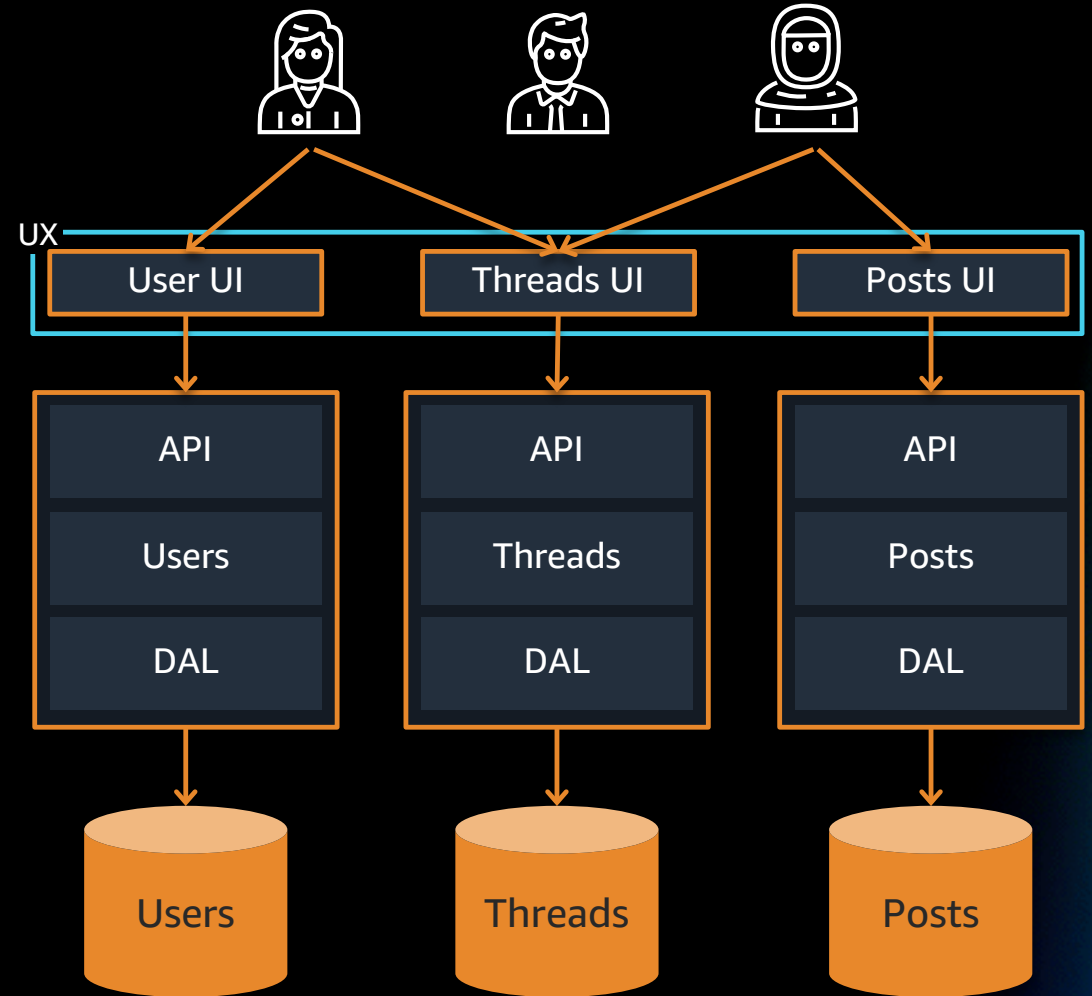 UX
User UI
Threads UI
Posts UI
API
API
API
Users
Threads
Posts
DAL
DAL
DAL
Users
Threads
Posts